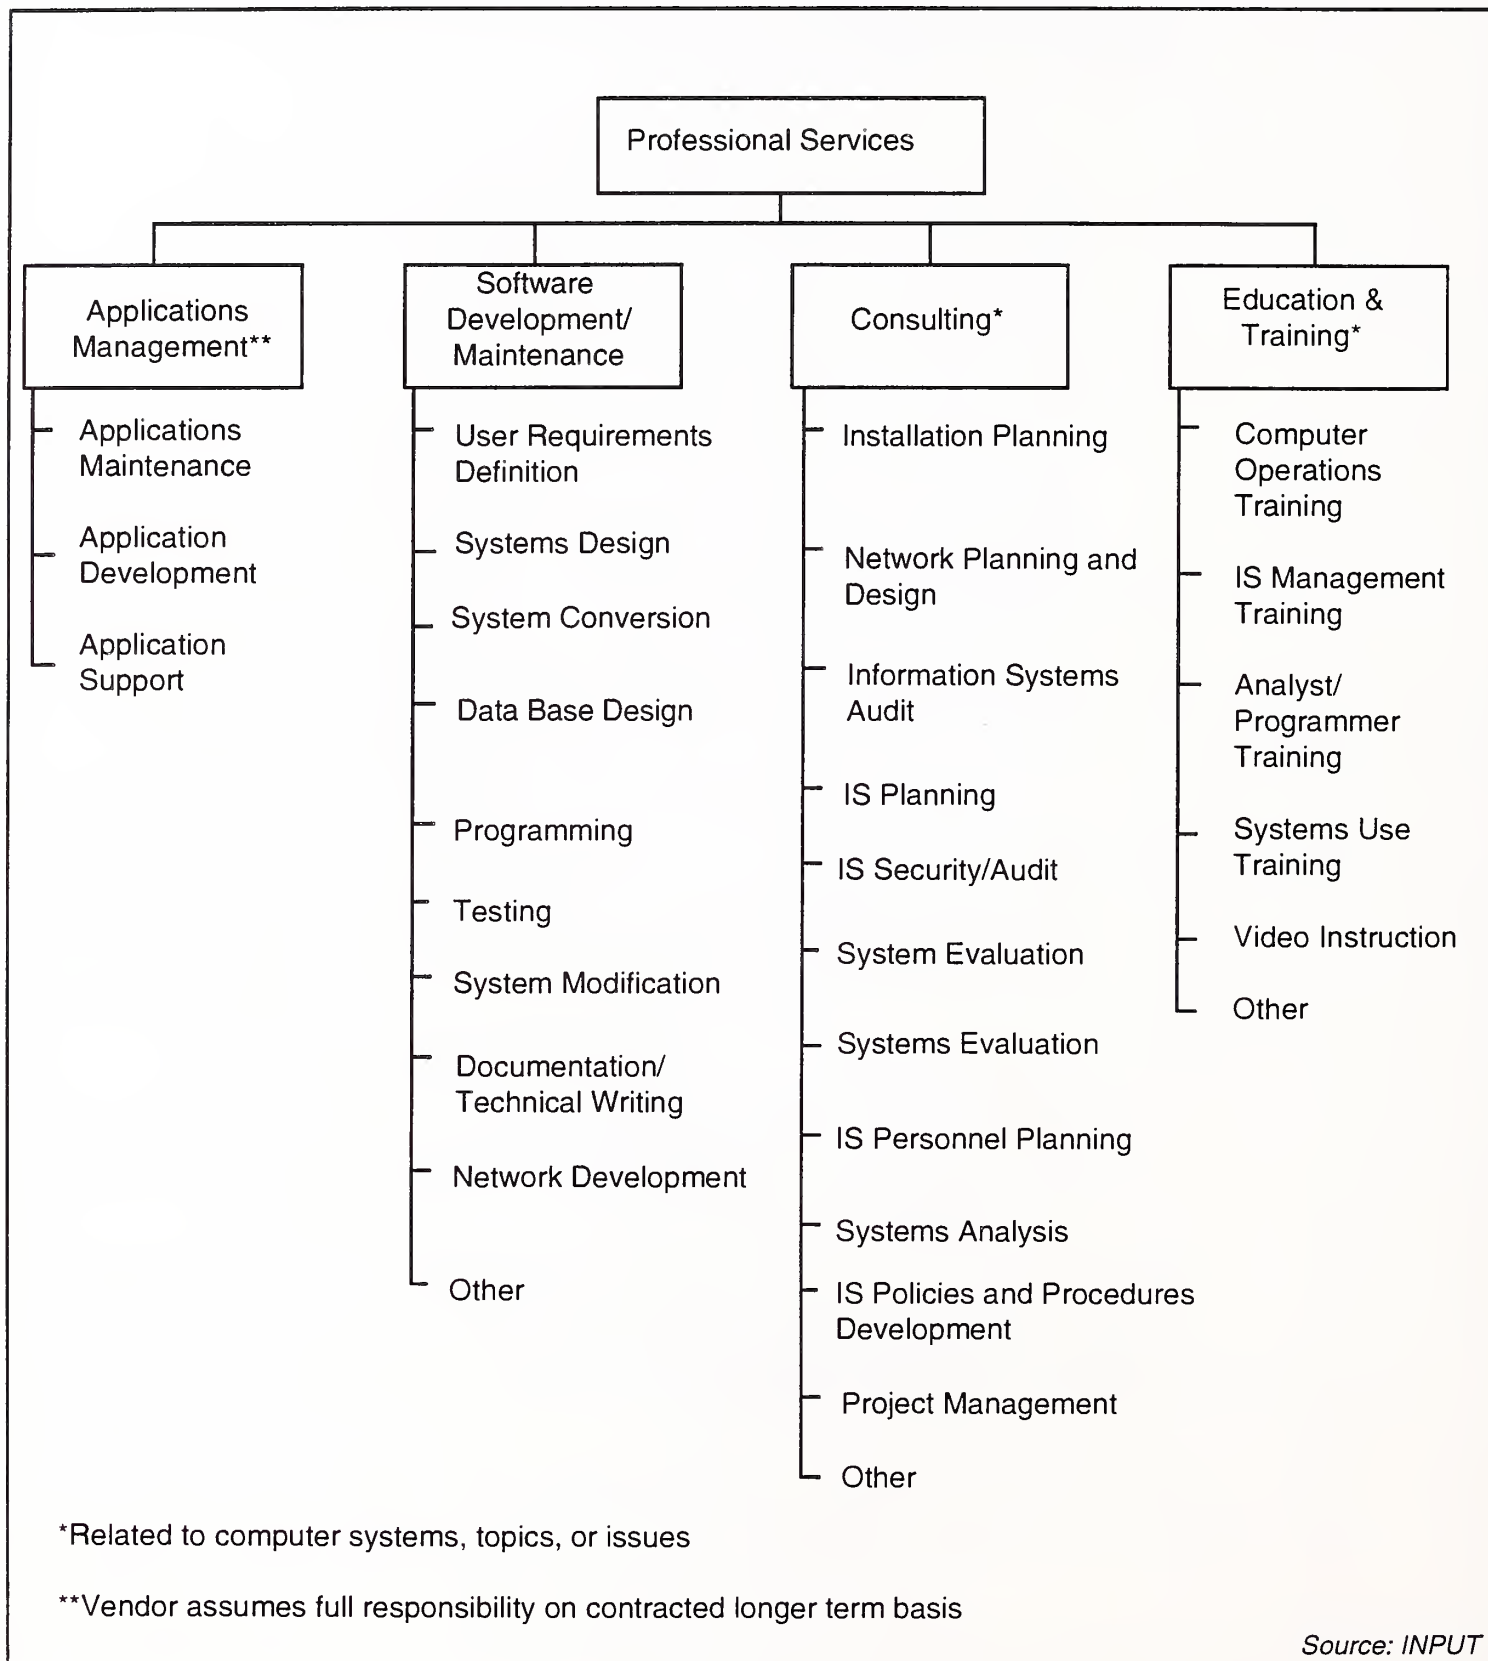 Professional Services
Applications
Management**
Software
Development/
Maintenance
Consulting*
Education &
Training*
Applications
Maintenance
Application
Development
Application
Support
User Requirements
Definition
Systems Design
System Conversion
Data Base Design
Programming
Testing
System Modification
Documentation/
Technical Writing
Network Development
Other
Installation Planning
Network Planning and
Design
Information Systems
Audit
IS Planning
IS Security/Audit
System Evaluation
Systems Evaluation
IS Personnel Planning
Systems Analysis
IS Policies and Procedures
Development
Project Management
Other
Computer
Operations
Training
IS Management
Training
Analyst/
Programmer
Training
Systems Use
Training
Video Instruction
Other
*Related to computer systems, topics, or issues
**Vendor assumes full responsibility on contracted longer term basis
Source: INPUT